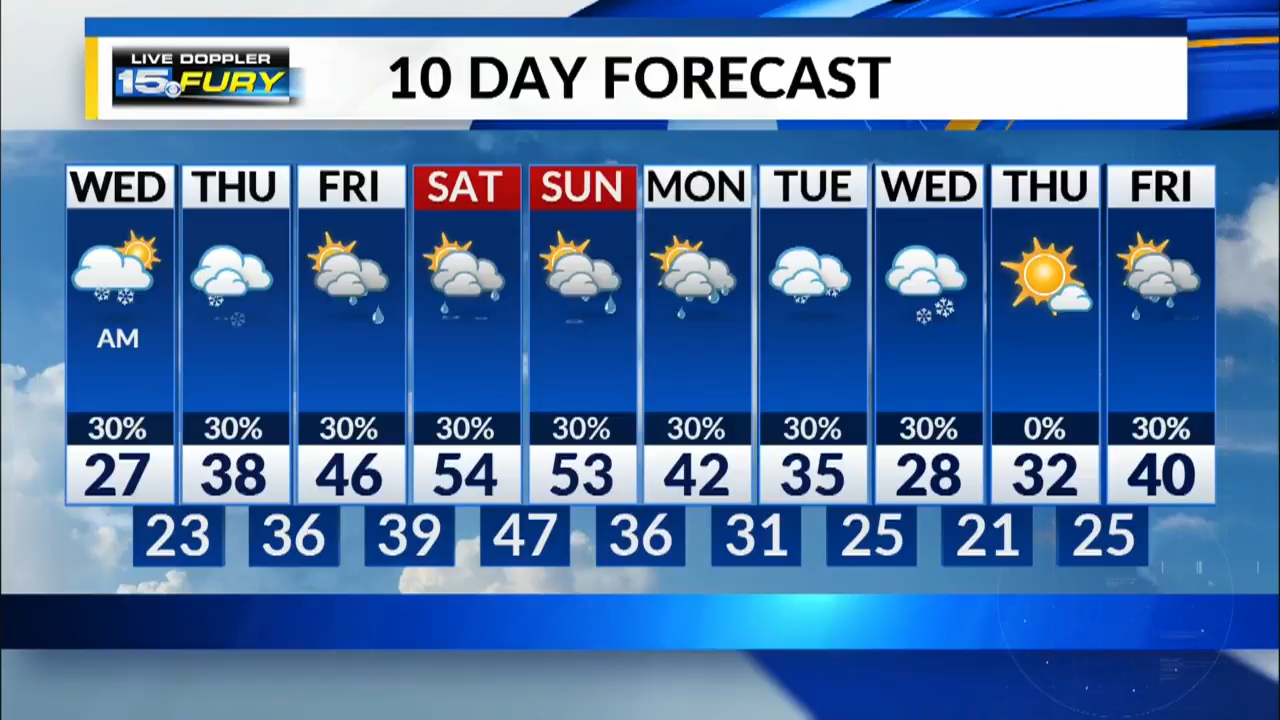 LIVE DOPPLER
15 FURY
10 DAY FORECAST
WED THU FRI SAT SUN MON TUE WED THU FRI
AM
30% 30% 30% 30% 30% 30% 30% 30% 0% 30%
27 38 46 54 53 42 35 28 32 40
23 36 39 47 36 31 25 21 25